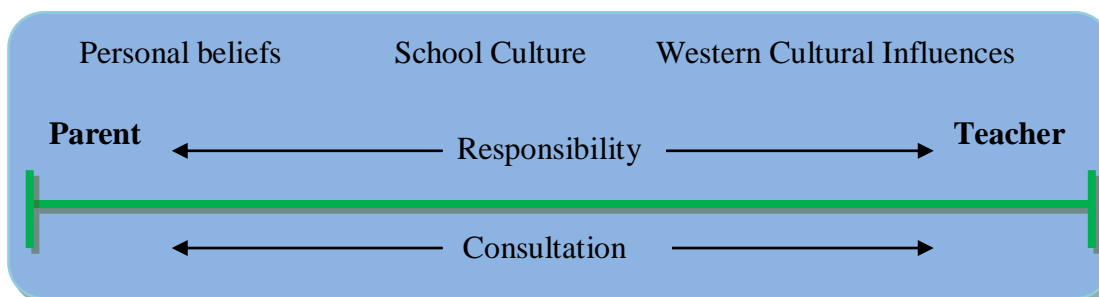 Personal beliefs School Culture Western Cultural Influences
Parent Teacher
Responsibility
Consultation